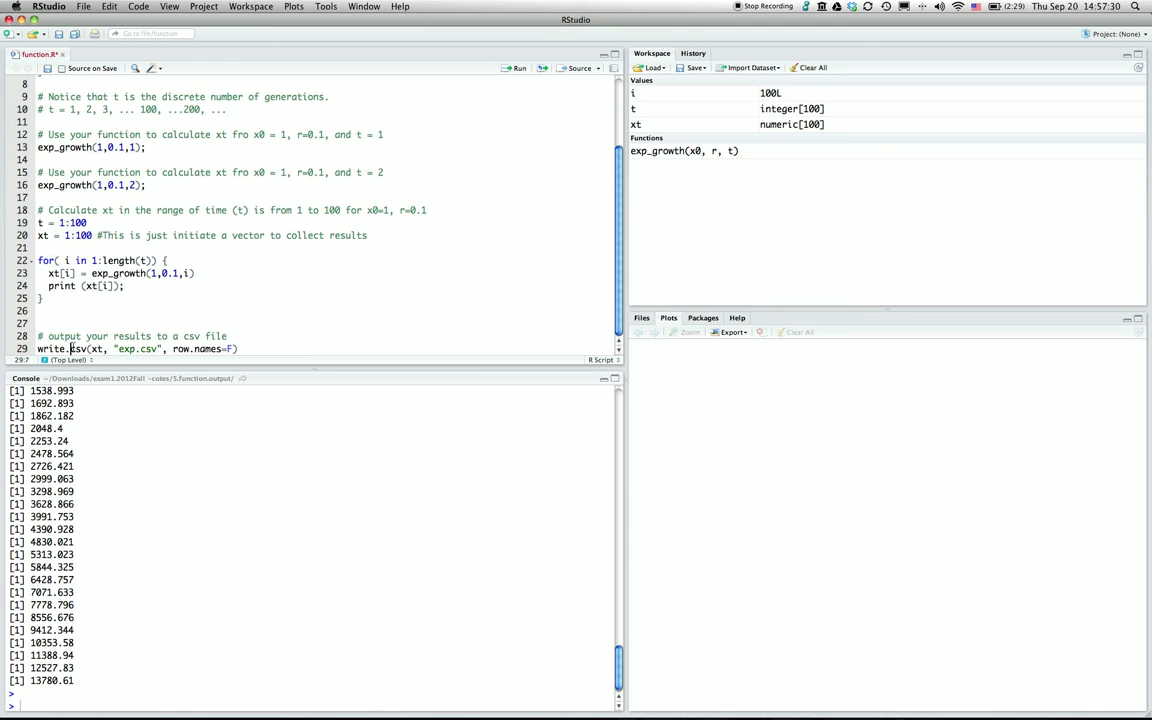 RStudio File Edit Code View Project Workspace Plots Tools Window Help Stop Recording (2:29) Thu Sep 20 14:57:30
RStudio
Go to file/function Project: (None)
function.R*
Source on Save Run Source
8
9 # Notice that t is the discrete number of generations.
10 # t = 1, 2, 3, ... 100, ...200, ...
11
12 # Use your function to calculate xt fro x0 = 1, r=0.1, and t = 1
13 exp_growth(1,0.1,1);
14
15 # Use your function to calculate xt fro x0 = 1, r=0.1, and t = 2
16 exp_growth(1,0.1,2);
17
18 # Calculate xt in the range of time (t) is from 1 to 100 for x0=1, r=0.1
19 t = 1:100
20 xt = 1:100 #This is just initiate a vector to collect results
21
22 for( i in 1:length(t)) {
23 xt[i] = exp_growth(1,0.1,i)
24 print (xt[i]);
25 }
26
27
28 # output your results to a csv file
29 write.csv(xt, "exp.csv", row.names=F)
29:7 (Top Level) R Script
Console ~/Downloads/exam1.2012Fall -cotes/5.function.output/
[1] 1538.993
[1] 1692.893
[1] 1862.182
[1] 2048.4
[1] 2253.24
[1] 2478.564
[1] 2726.421
[1] 2999.063
[1] 3298.969
[1] 3628.866
[1] 3991.753
[1] 4390.928
[1] 4830.021
[1] 5313.023
[1] 5844.325
[1] 6428.757
[1] 7071.633
[1] 7778.796
[1] 8556.676
[1] 9412.344
[1] 10353.58
[1] 11388.94
[1] 12527.83
[1] 13780.61
>
>
Workspace History
Load Save Import Dataset Clear All
Values
i 100L
t integer[100]
xt numeric[100]
Functions
exp_growth(x0, r, t)
Files Plots Packages Help
Zoom Export Clear All